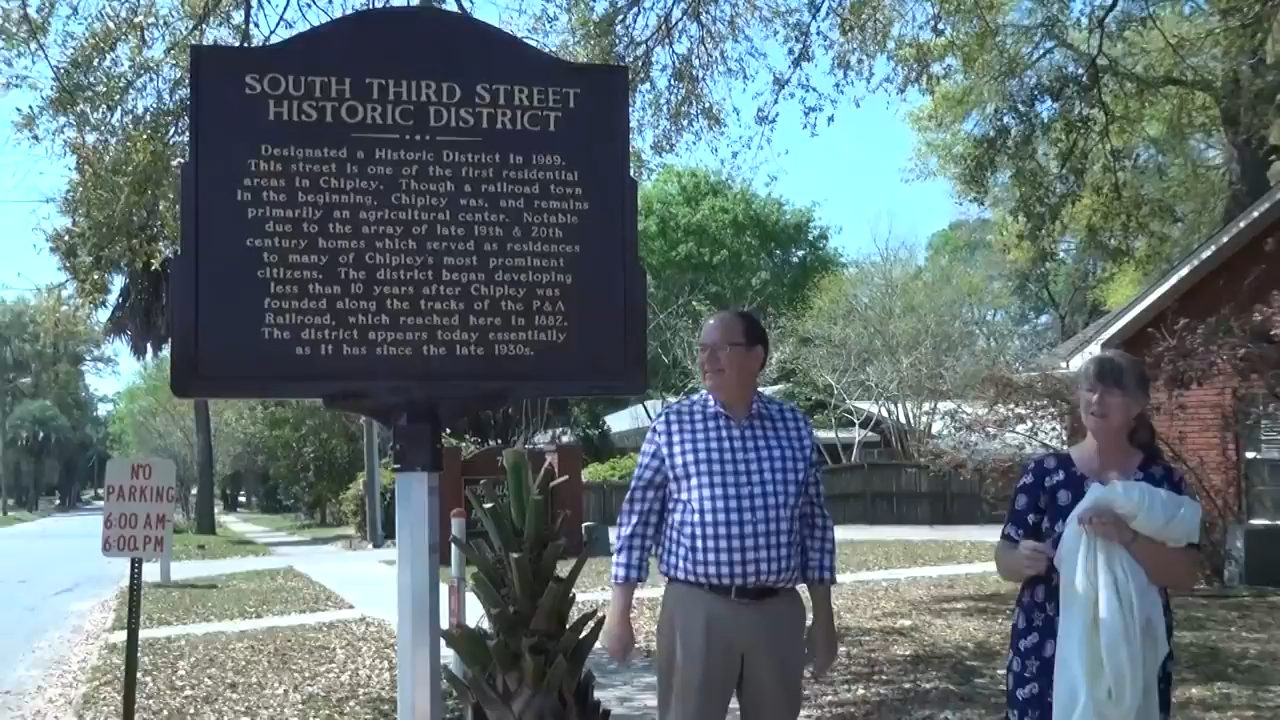 SOUTH THIRD STREET
HISTORIC DISTRICT
Designated a Historic District in 1989.
This street is one of the first residential
areas in Chipley. Though a railroad town
in the beginning, Chipley was, and remains
primarily an agricultural center. Notable
due to the array of late 19th & 20th
century homes which served as residences
to many of Chipley's most prominent
citizens. The district began developing
less than 10 years after Chipley was
founded along the tracks of the P&A
Railroad, which reached here in 1882.
The district appears today essentially
as it has since the late 1930s.
NO
PARKING
6:00 AM-
6:00 PM